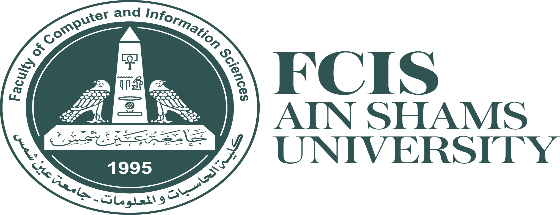 Faculty of Computer and Information Sciences
جامعة عين شمس
1995
كلية الحاسبات والمعلومات - جامعة عين شمس
FCIS
AIN SHAMS
UNIVERSITY